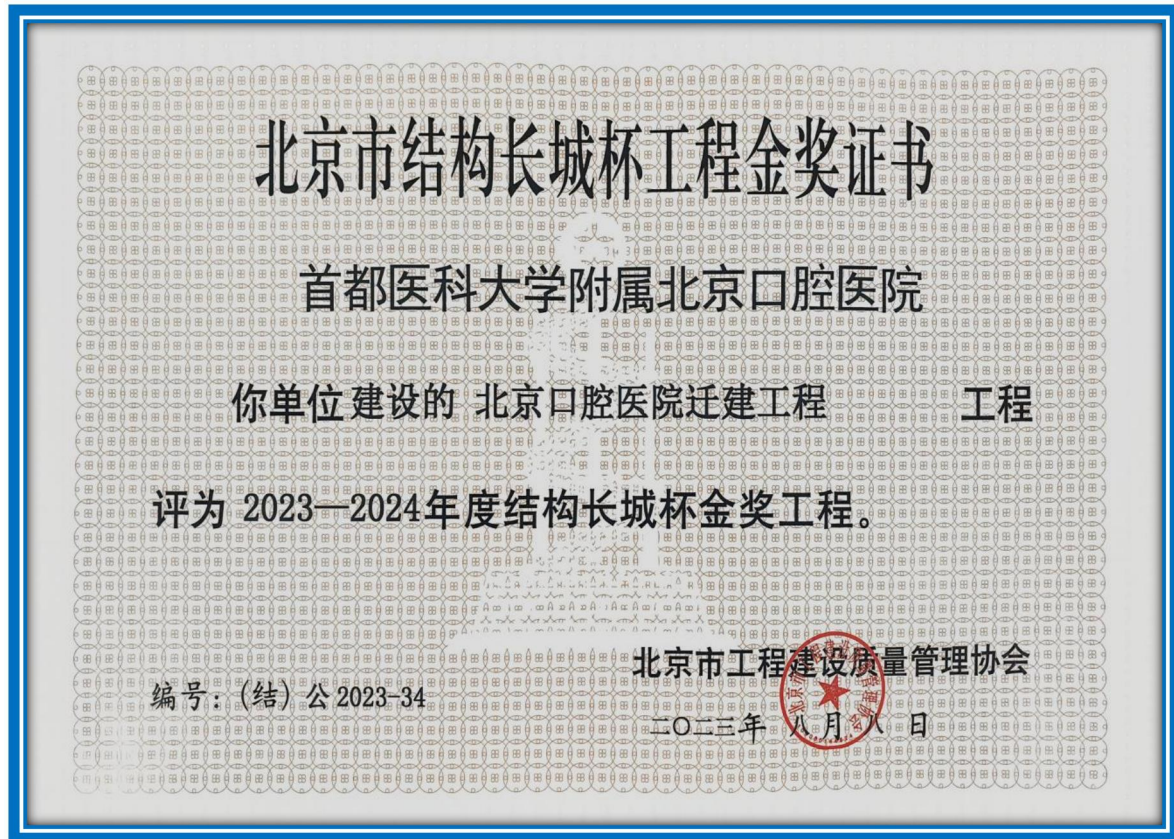 北京市结构长城杯工程金奖证书
首都医科大学附属北京口腔医院
你单位建设的 北京口腔医院迁建工程 工程
评为 2023—2024年度结构长城杯金奖工程。
北京市工程建设质量管理协会
编号：(结) 公 2023-34
二〇二三年 八月八日